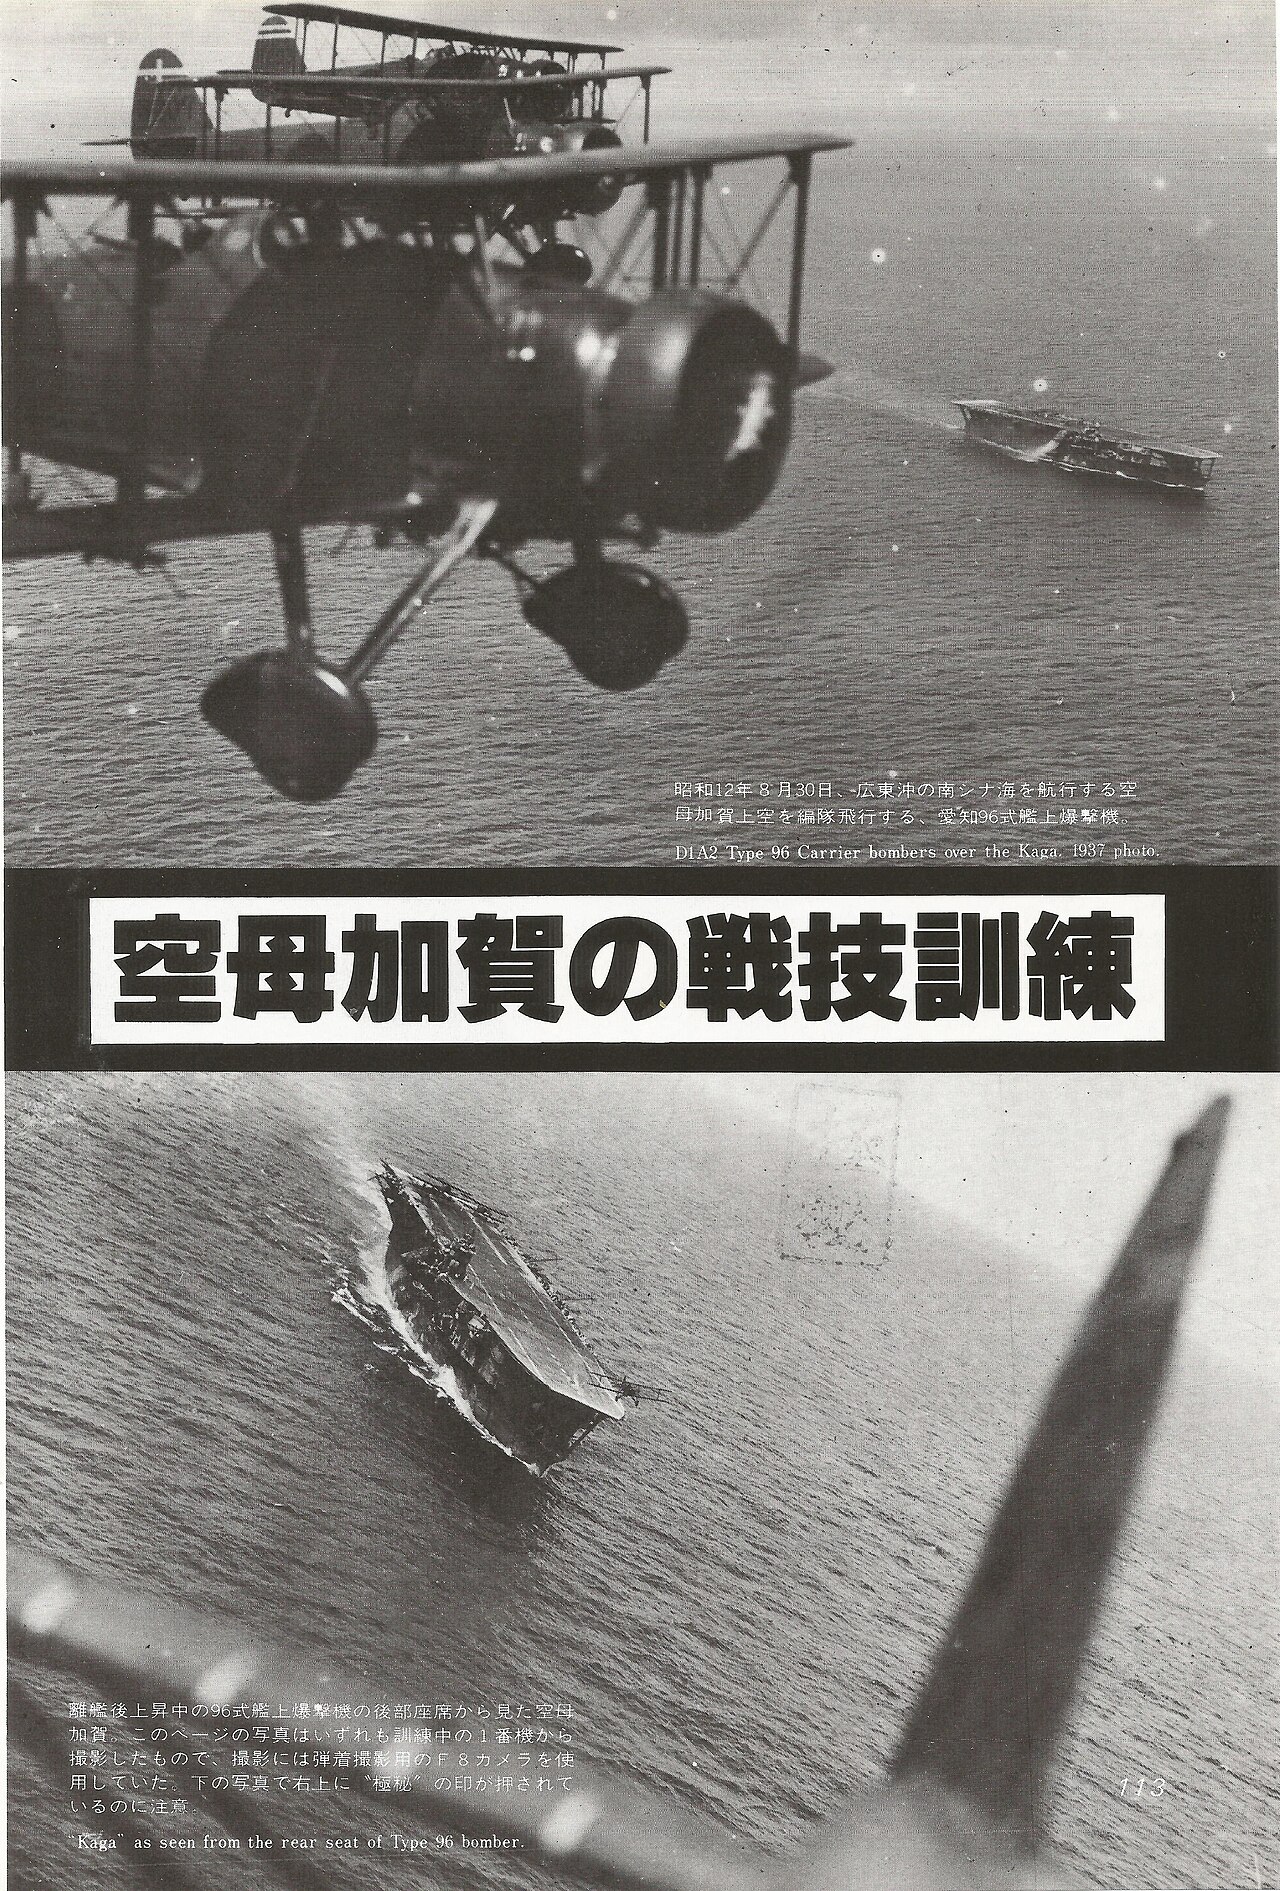 昭和12年8月30日、広東沖の南シナ海を航行する空
母加賀上空を編隊飛行する、愛知96式艦上爆撃機。
D1A2 Type 96 Carrier bombers over the Kaga. 1937 photo.
空母加賀の戦技訓練
離艦後上昇中の96式艦上爆撃機の後部座席から見た空母
加賀。このページの写真はいずれも訓練中の1番機から
撮影したもので、撮影には弾着撮影用のF8カメラを使
用していた。下の写真で右上に〝極秘〞の印が押されて
いるのに注意。
"Kaga" as seen from the rear seat of Type 96 bomber.
113